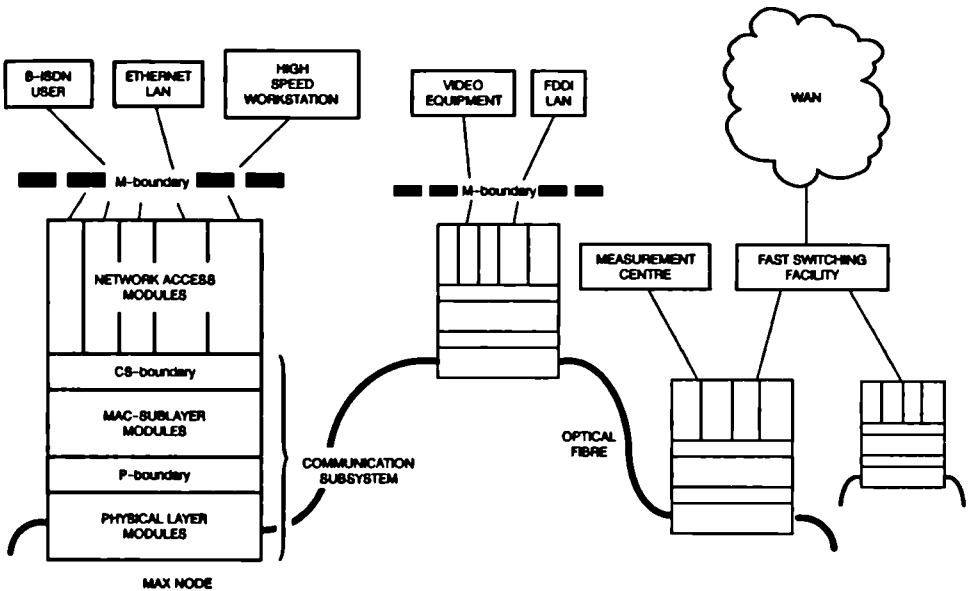 B-ISDN
USER
ETHERNET
LAN
HIGH
SPEED
WORKSTATION
VIDEO
EQUIPMENT
FDDI
LAN
WAN
M-boundary
M-boundary
NETWORK ACCESS
MODULES
MEASUREMENT
CENTRE
FAST SWITCHING
FACILITY
CS-boundary
MAC-SUBLAYER
MODULES
P-boundary
PHYSICAL LAYER
MODULES
COMMUNICATION
SUBSYSTEM
OPTICAL
FIBRE
MAX NODE